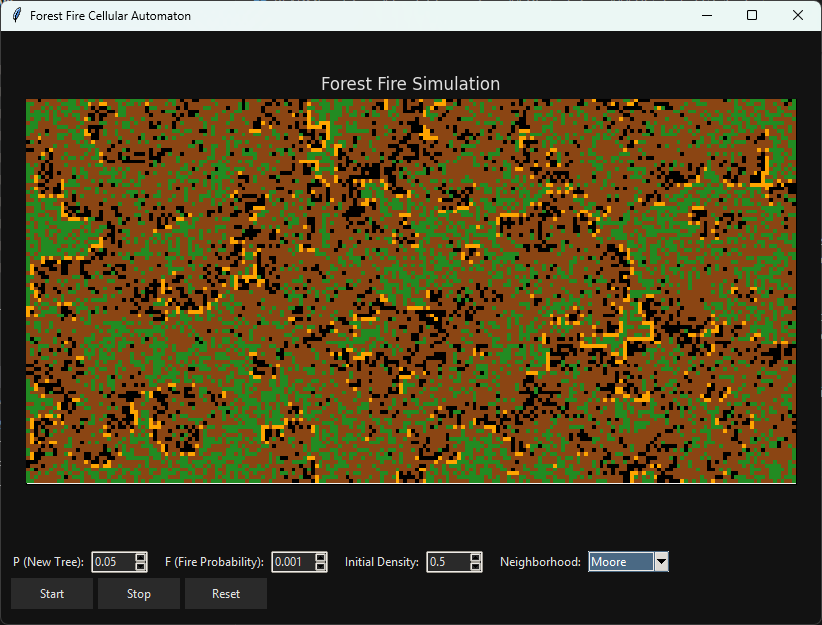 Forest Fire Cellular Automaton
Forest Fire Simulation
P (New Tree): 0.05 F (Fire Probability): 0.001 Initial Density: 0.5 Neighborhood: Moore
Start Stop Reset